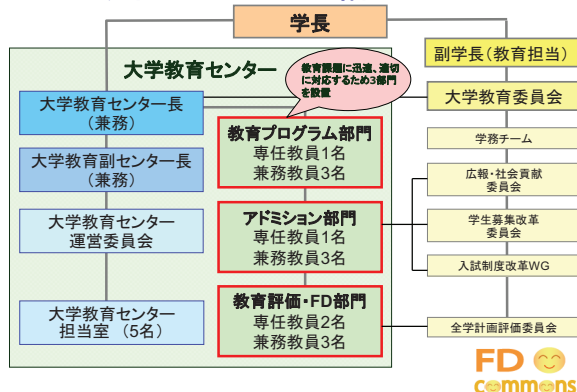 学長
大学教育センター
教育課題に迅速、適切
に対応するため3部門
を設置
副学長(教育担当)
大学教育センター長
(兼務)
大学教育委員会
教育プログラム部門
専任教員1名
兼務教員3名
学務チーム
大学教育副センター長
(兼務)
広報・社会貢献
委員会
大学教育センター
運営委員会
アドミション部門
専任教員1名
兼務教員3名
学生募集改革
委員会
入試制度改革WG
大学教育センター
担当室 (5名)
教育評価・FD部門
専任教員2名
兼務教員3名
全学計画評価委員会
FD
commons